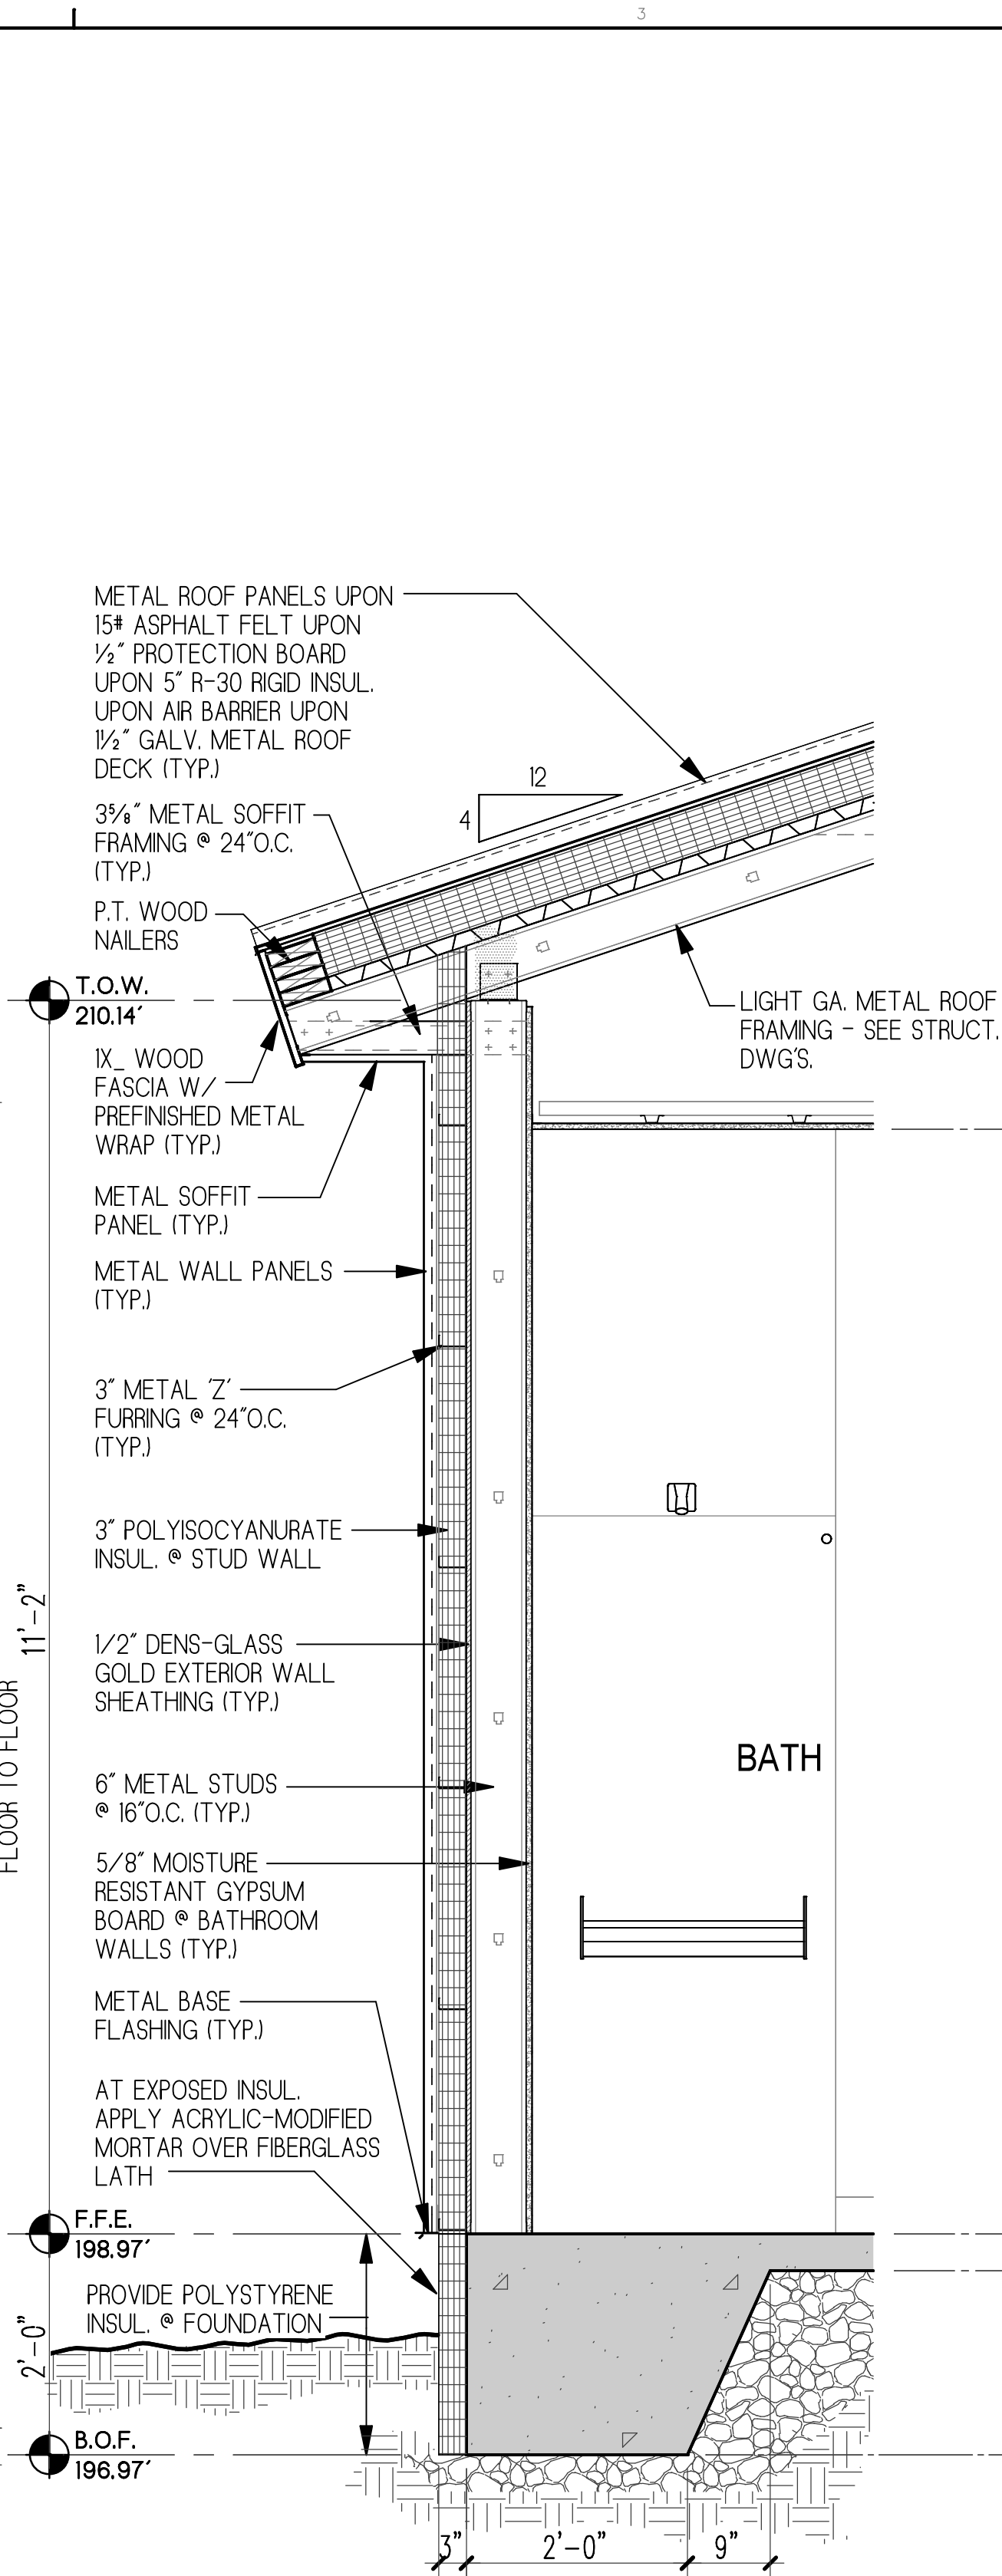 3
METAL ROOF PANELS UPON
15# ASPHALT FELT UPON
½" PROTECTION BOARD
UPON 5" R-30 RIGID INSUL.
UPON AIR BARRIER UPON
1½" GALV. METAL ROOF
DECK (TYP.)
12
4
3⅝" METAL SOFFIT
FRAMING @ 24"O.C.
(TYP.)
P.T. WOOD
NAILERS
T.O.W.
210.14'
LIGHT GA. METAL ROOF
FRAMING - SEE STRUCT.
DWG'S.
1X_ WOOD
FASCIA W/
PREFINISHED METAL
WRAP (TYP.)
METAL SOFFIT
PANEL (TYP.)
METAL WALL PANELS
(TYP.)
3" METAL 'Z'
FURRING @ 24"O.C.
(TYP.)
3" POLYISOCYANURATE
INSUL. @ STUD WALL
11'-2"
FLOOR TO FLOOR
1/2" DENS-GLASS
GOLD EXTERIOR WALL
SHEATHING (TYP.)
BATH
6" METAL STUDS
@ 16"O.C. (TYP.)
5/8" MOISTURE
RESISTANT GYPSUM
BOARD @ BATHROOM
WALLS (TYP.)
METAL BASE
FLASHING (TYP.)
AT EXPOSED INSUL.
APPLY ACRYLIC-MODIFIED
MORTAR OVER FIBERGLASS
LATH
F.F.E.
198.97'
PROVIDE POLYSTYRENE
INSUL. @ FOUNDATION
2'-0"
B.O.F.
196.97'
3"
2'-0"
9"